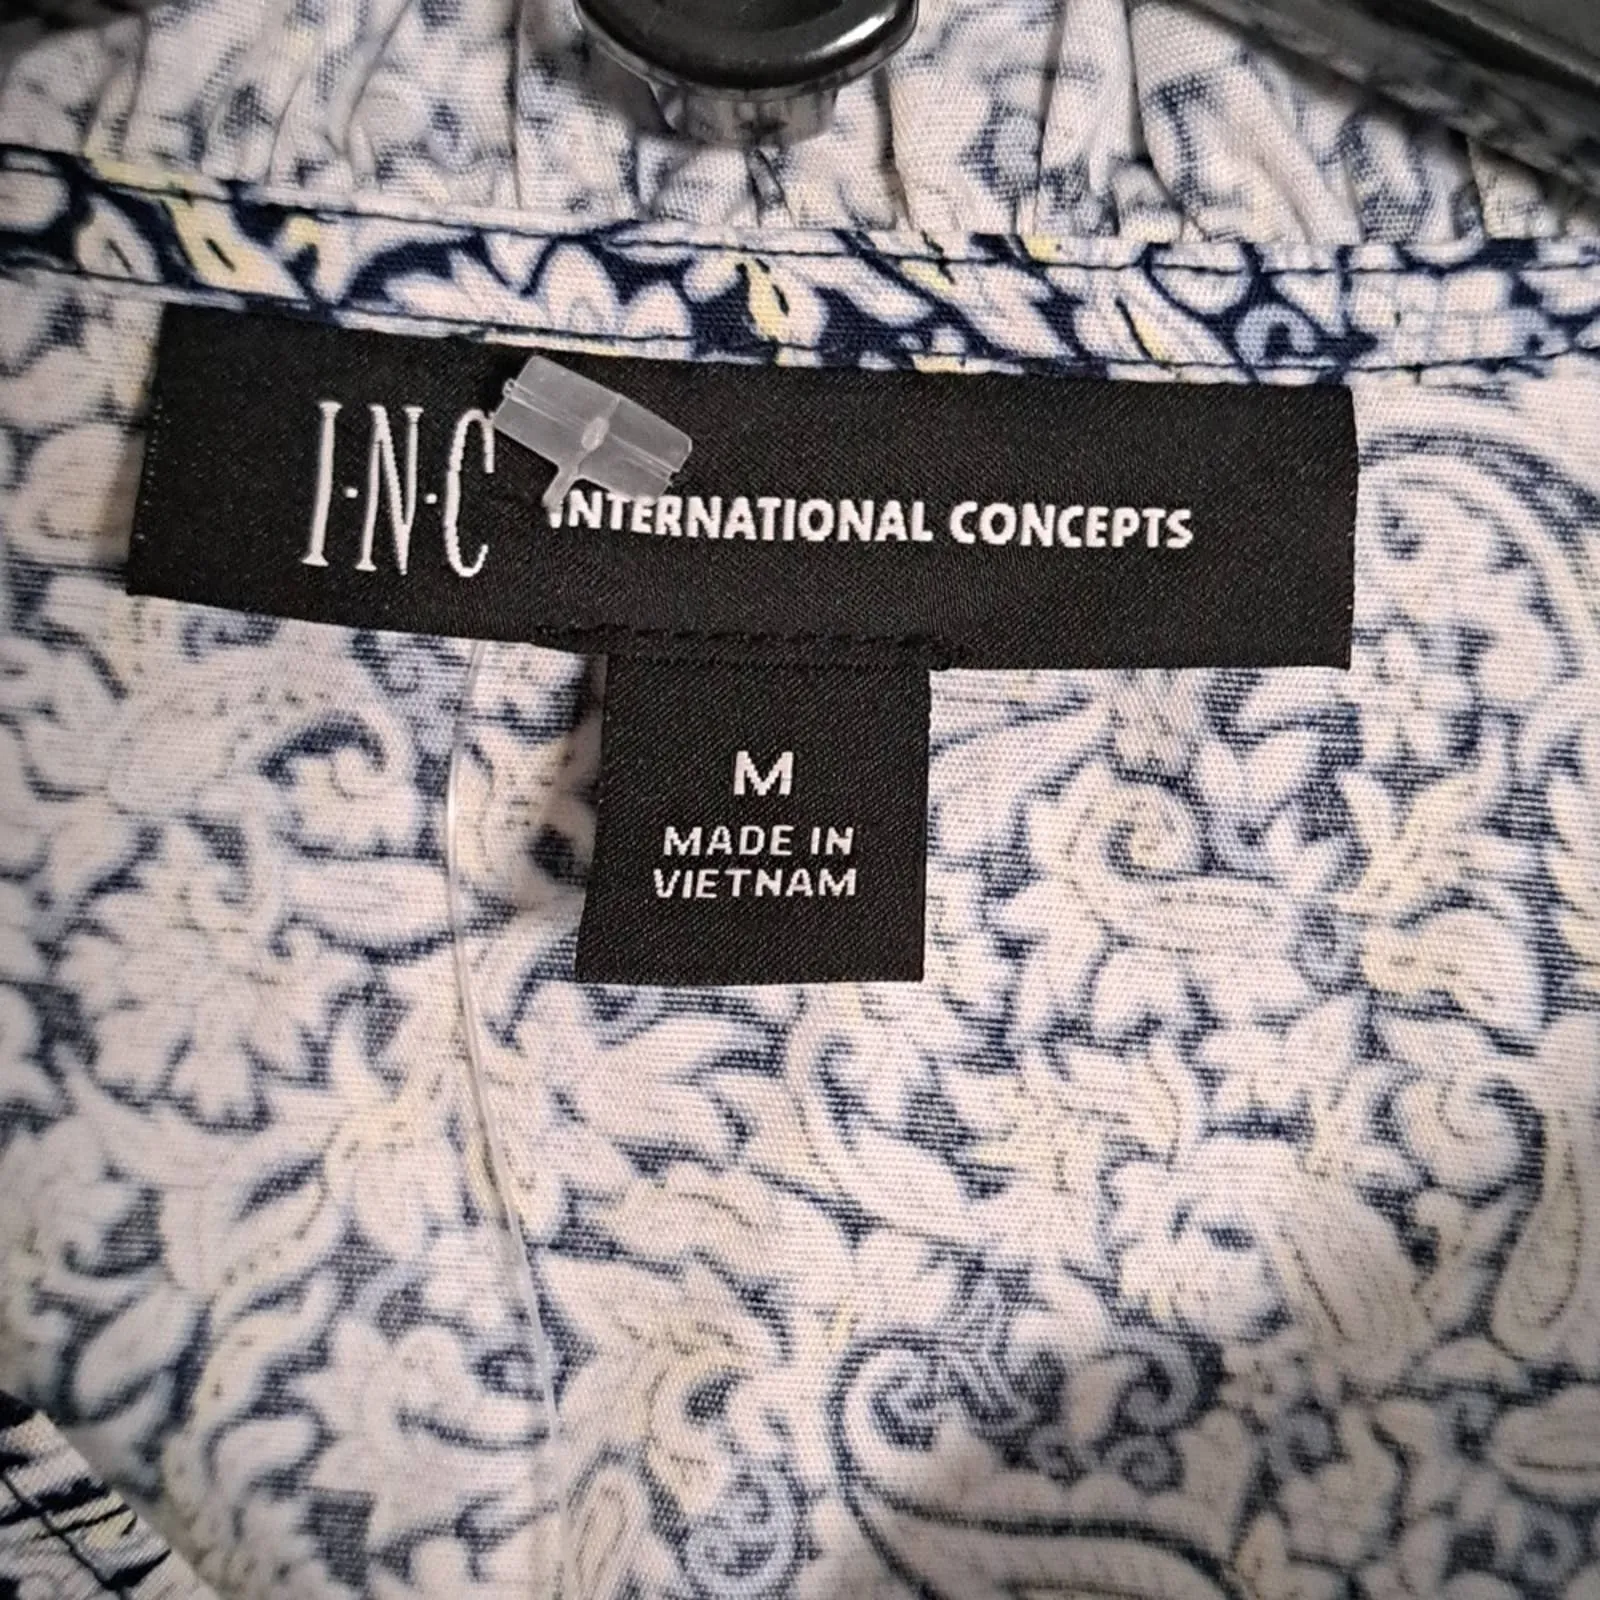 I·N·C INTERNATIONAL CONCEPTS
M
MADE IN
VIETNAM